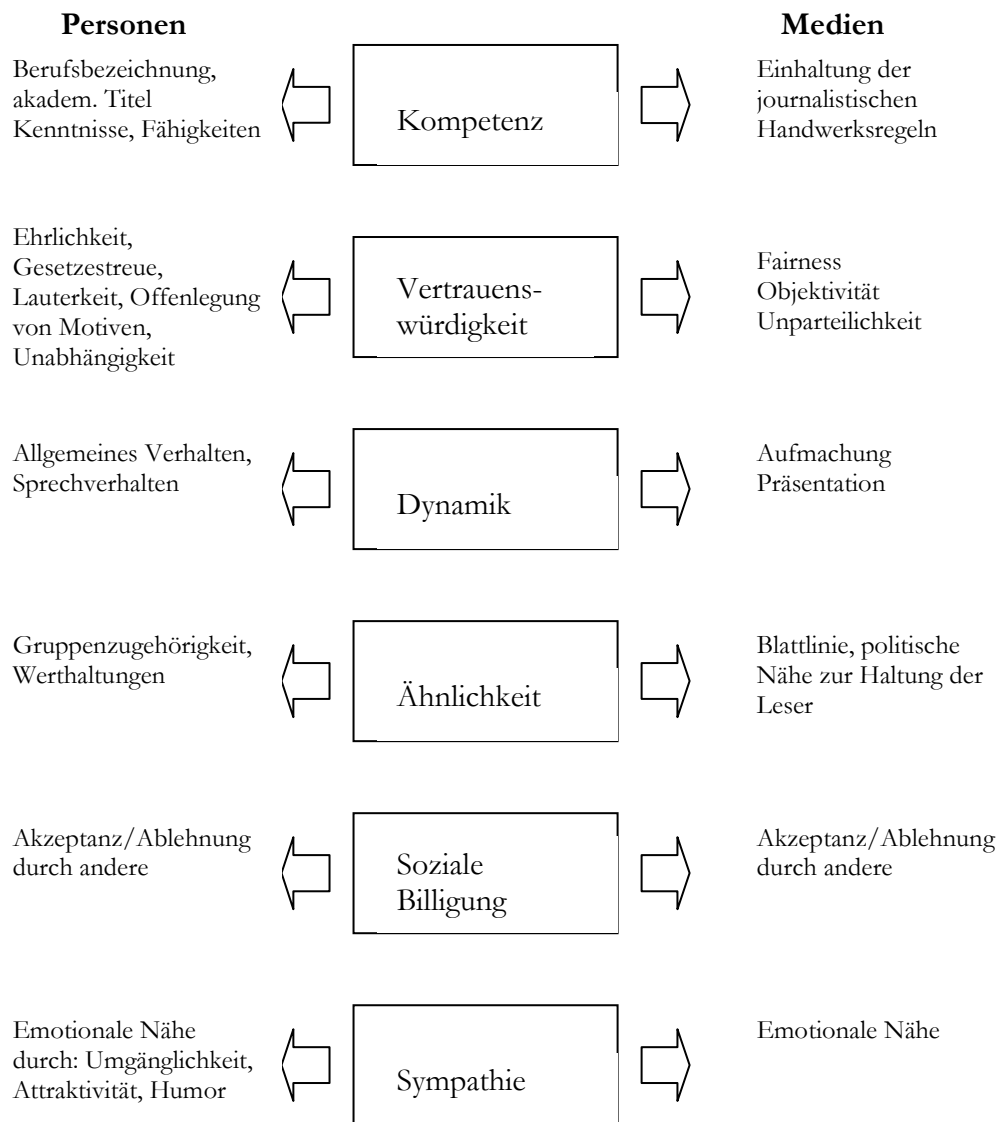 Personen
Medien
Berufsbezeichnung,
akadem. Titel
Kenntnisse, Fähigkeiten
Kompetenz
Einhaltung der
journalistischen
Handwerksregeln
Ehrlichkeit,
Gesetzestreue,
Lauterkeit, Offenlegung
von Motiven,
Unabhängigkeit
Vertrauens-
würdigkeit
Fairness
Objektivität
Unparteilichkeit
Allgemeines Verhalten,
Sprechverhalten
Dynamik
Aufmachung
Präsentation
Gruppenzugehörigkeit,
Werthaltungen
Ähnlichkeit
Blattlinie, politische
Nähe zur Haltung der
Leser
Akzeptanz/Ablehnung
durch andere
Soziale
Billigung
Akzeptanz/Ablehnung
durch andere
Emotionale Nähe
durch: Umgänglichkeit,
Attraktivität, Humor
Sympathie
Emotionale Nähe